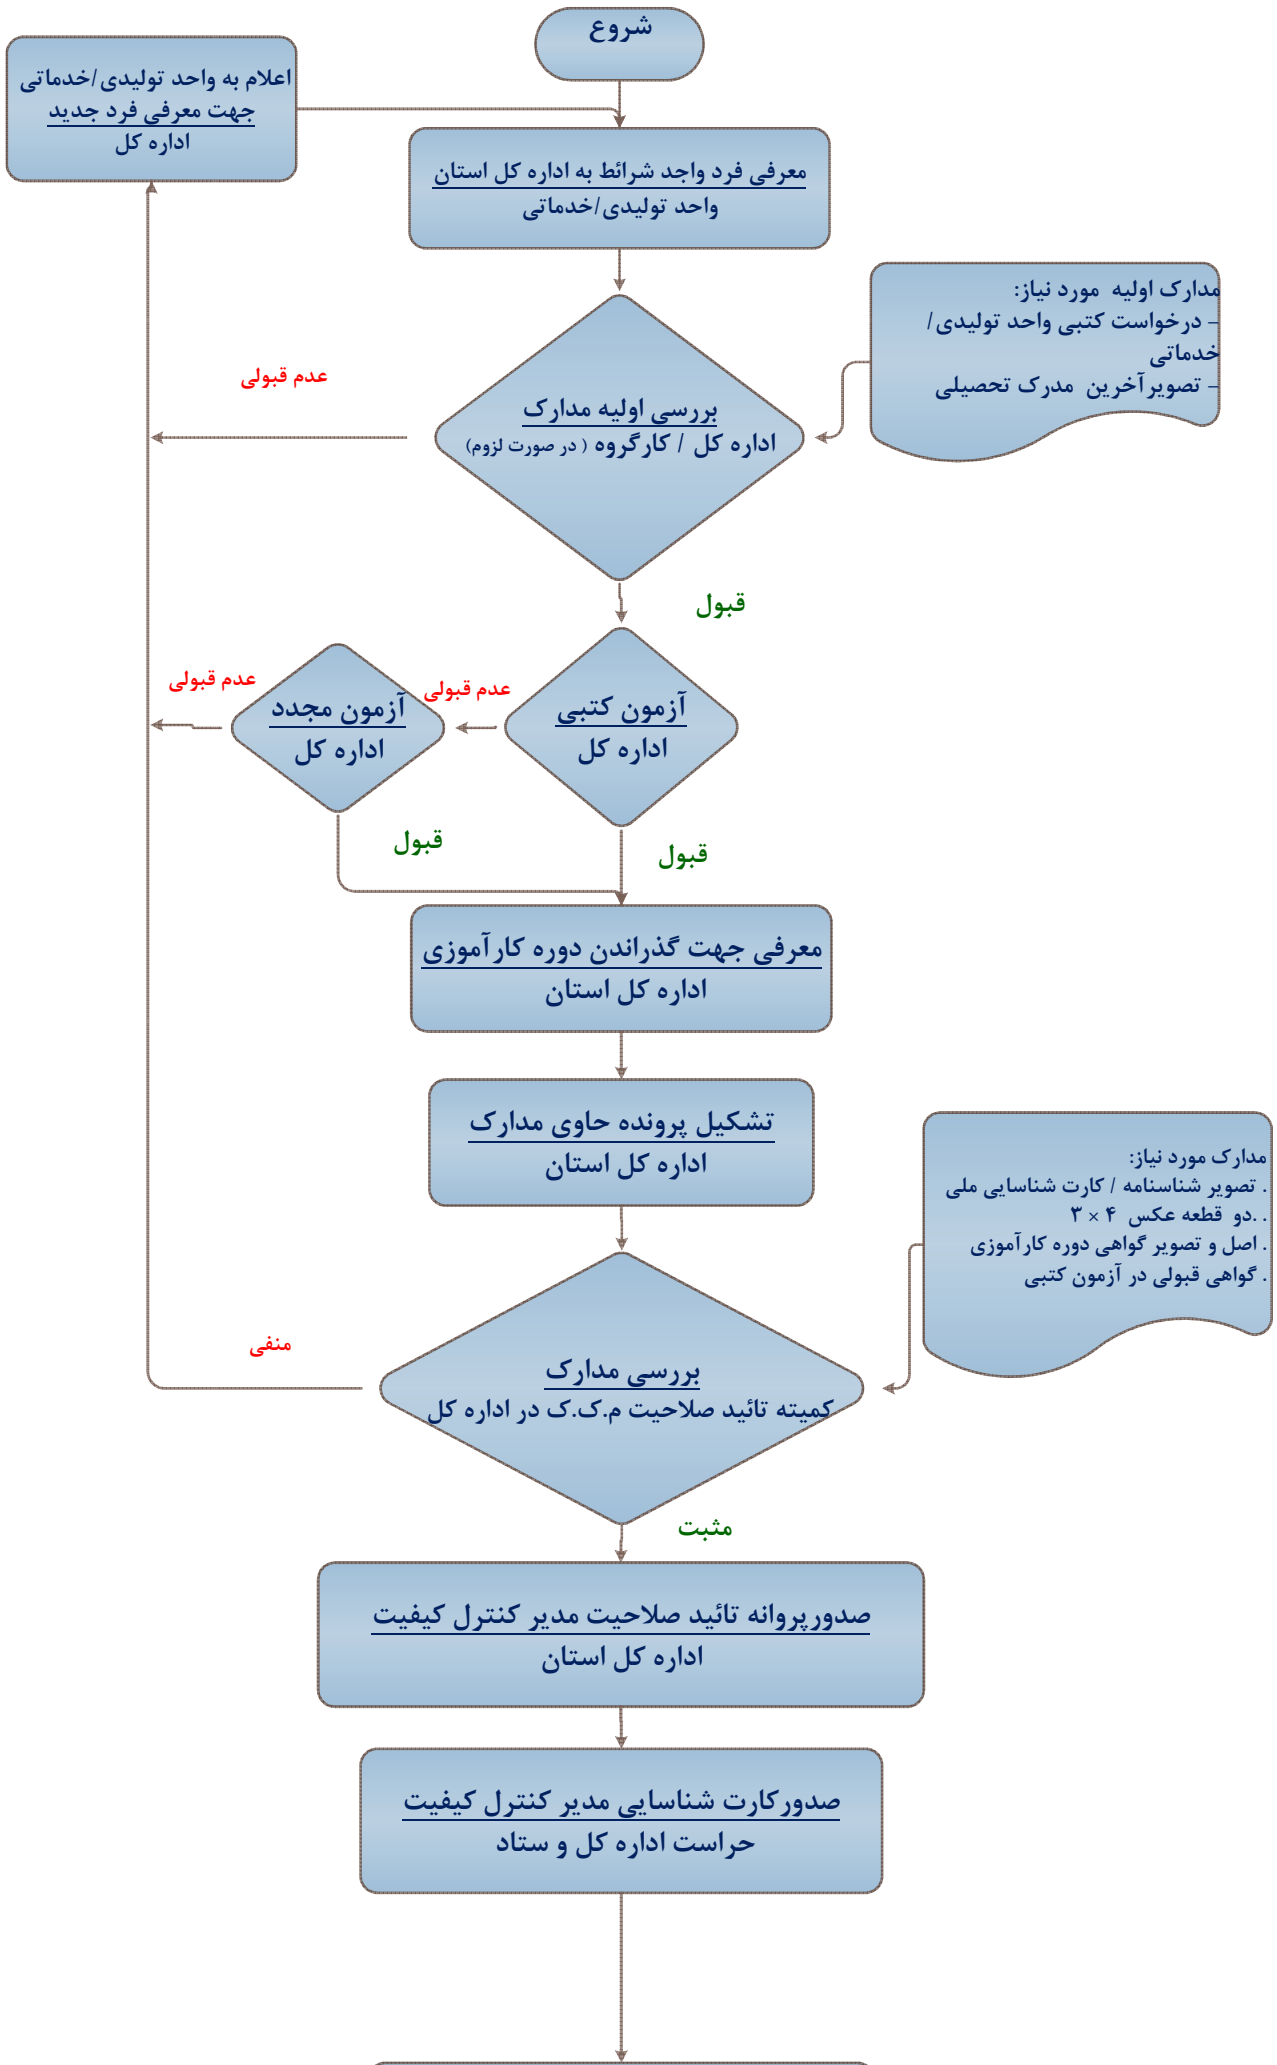 شروع
اعلام به واحد تولیدی/خدماتی
جهت معرفی فرد جدید
اداره کل
معرفی فرد واجد شرائط به اداره کل استان
واحد تولیدی/خدماتی
مدارک اولیه مورد نیاز:
- درخواست کتبی واحد تولیدی/
خدماتی
- تصویرآخرین مدرک تحصیلی
عدم قبولی
بررسی اولیه مدارک
اداره کل / کارگروه ( در صورت لزوم)
قبول
آزمون کتبی
اداره کل
عدم قبولی
آزمون مجدد
اداره کل
عدم قبولی
قبول
قبول
معرفی جهت گذراندن دوره کارآموزی
اداره کل استان
تشکیل پرونده حاوی مدارک
اداره کل استان
مدارک مورد نیاز:
. تصویر شناسنامه / کارت شناسایی ملی
. .دو قطعه عکس ۴ × ۳
. اصل و تصویر گواهی دوره کارآموزی
. گواهی قبولی در آزمون کتبی
منفی
بررسی مدارک
کمیته تائید صلاحیت م.ک.ک در اداره کل
مثبت
صدورپروانه تائید صلاحیت مدیر کنترل کیفیت
اداره کل استان
صدورکارت شناسایی مدیر کنترل کیفیت
حراست اداره کل و ستاد